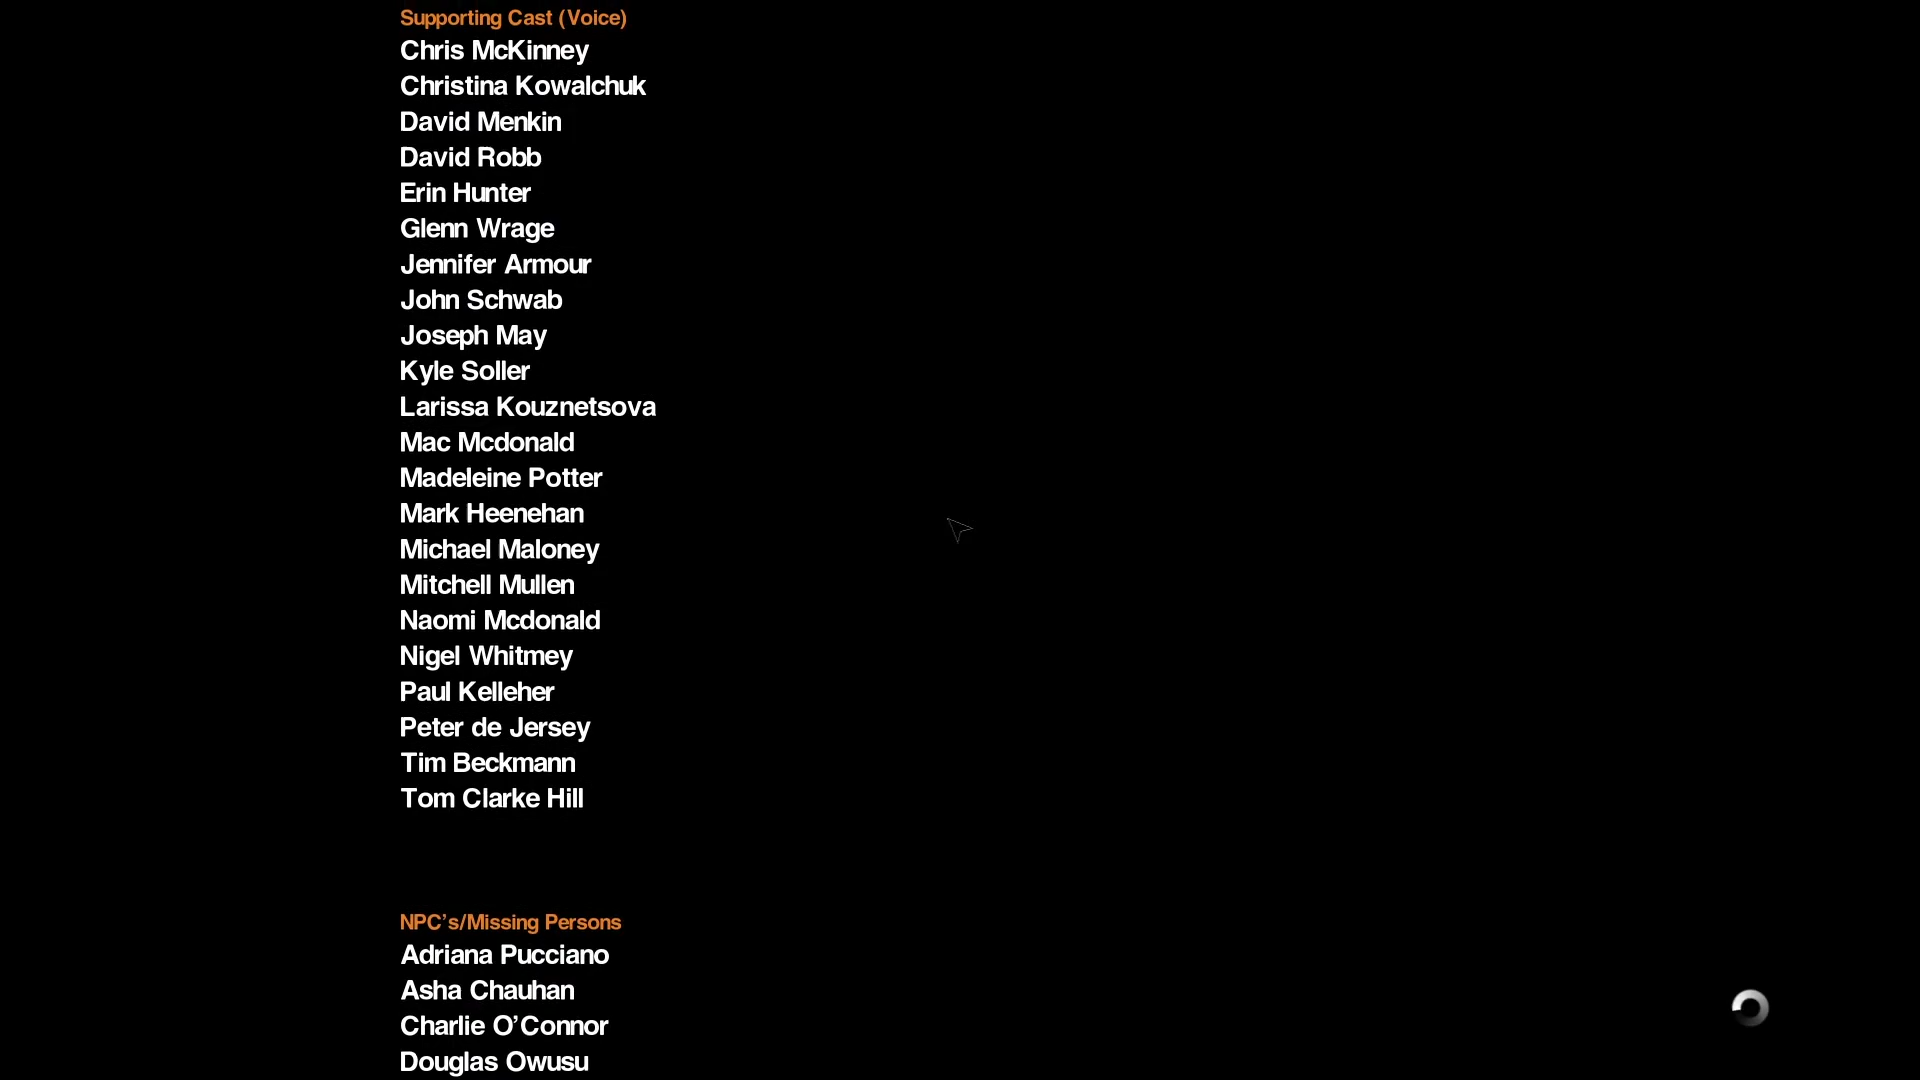 Supporting Cast (Voice)
Chris McKinney
Christina Kowalchuk
David Menkin
David Robb
Erin Hunter
Glenn Wrage
Jennifer Armour
John Schwab
Joseph May
Kyle Soller
Larissa Kouznetsova
Mac Mcdonald
Madeleine Potter
Mark Heenehan
Michael Maloney
Mitchell Mullen
Naomi Mcdonald
Nigel Whitmey
Paul Kelleher
Peter de Jersey
Tim Beckmann
Tom Clarke Hill
NPC’s/Missing Persons
Adriana Pucciano
Asha Chauhan
Charlie O’Connor
Douglas Owusu